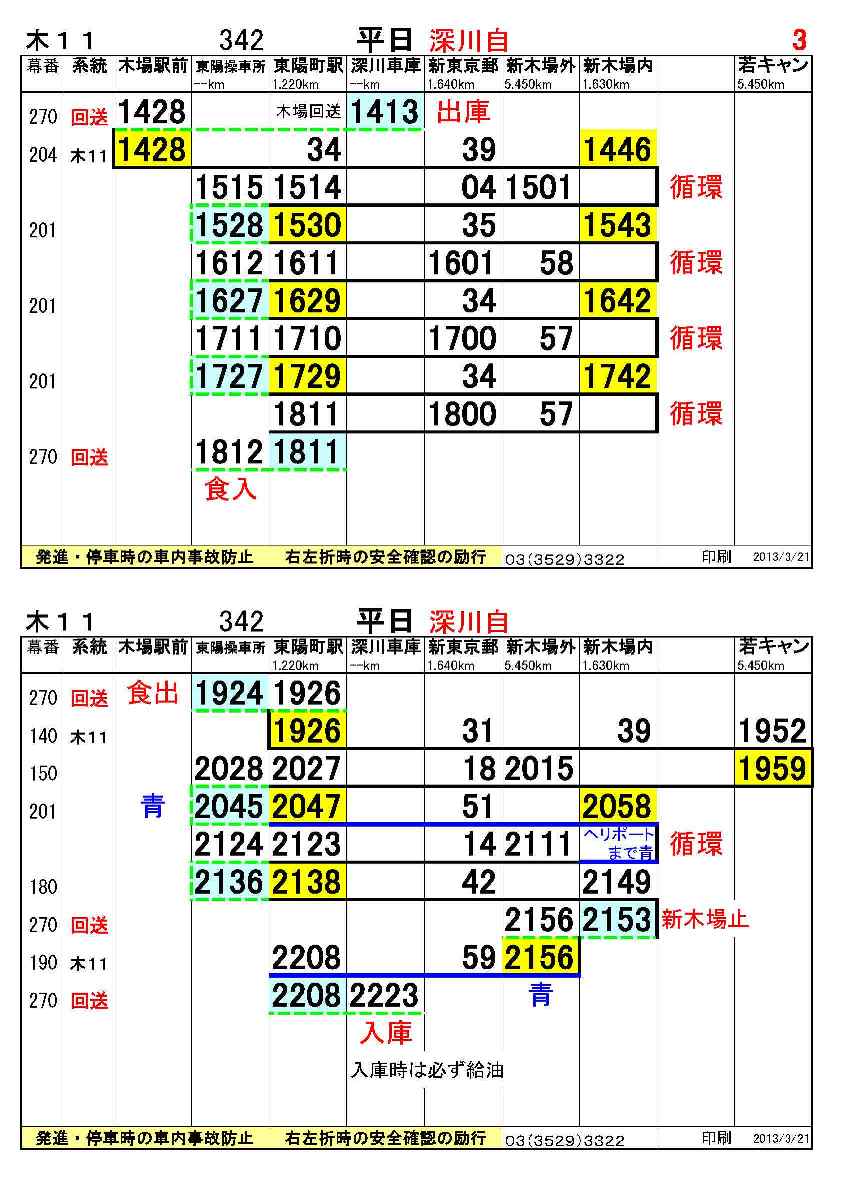 木11 342 平日 深川自 3
幕番 系統 木場駅前 東陽操車所 東陽町駅 深川車庫 新東京郵 新木場外 新木場内 若キャン
--km 1.220km --km 1.640km 5.450km 1.630km 5.450km
270 回送 1428 木場回送 1413 出庫
204 木11 1428 34 39 1446
1515 1514 04 1501 循環
201 1528 1530 35 1543
1612 1611 1601 58 循環
201 1627 1629 34 1642
1711 1710 1700 57 循環
201 1727 1729 34 1742
1811 1800 57 循環
270 回送 1812 1811
食入
発進・停車時の車内事故防止 右左折時の安全確認の励行 03(3529)3322 印刷 2013/3/21
木11 342 平日 深川自
幕番 系統 木場駅前 東陽操車所 東陽町駅 深川車庫 新東京郵 新木場外 新木場内 若キャン
1.220km --km 1.640km 5.450km 1.630km 5.450km
270 回送 食出 1924 1926
140 木11 1926 31 39 1952
150 2028 2027 18 2015 1959
201 青 2045 2047 51 2058
2124 2123 14 2111 ヘリポートまで青 循環
180 2136 2138 42 2149
270 回送 2156 2153 新木場止
190 木11 2208 59 2156
270 回送 2208 2223 青
入庫
入庫時は必ず給油
発進・停車時の車内事故防止 右左折時の安全確認の励行 03(3529)3322 印刷 2013/3/21